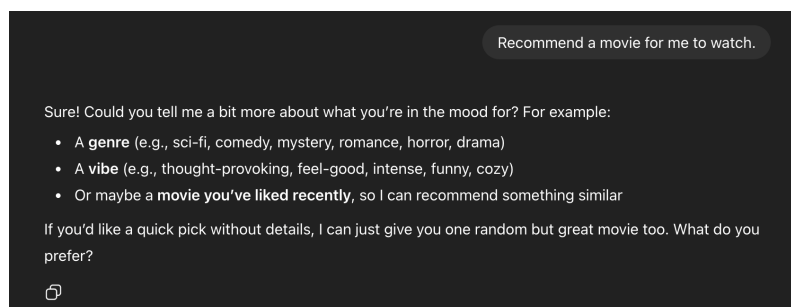 Recommend a movie for me to watch.
Sure! Could you tell me a bit more about what you’re in the mood for? For example:
• A genre (e.g., sci-fi, comedy, mystery, romance, horror, drama)
• A vibe (e.g., thought-provoking, feel-good, intense, funny, cozy)
• Or maybe a movie you’ve liked recently, so I can recommend something similar
If you’d like a quick pick without details, I can just give you one random but great movie too. What do you
prefer?